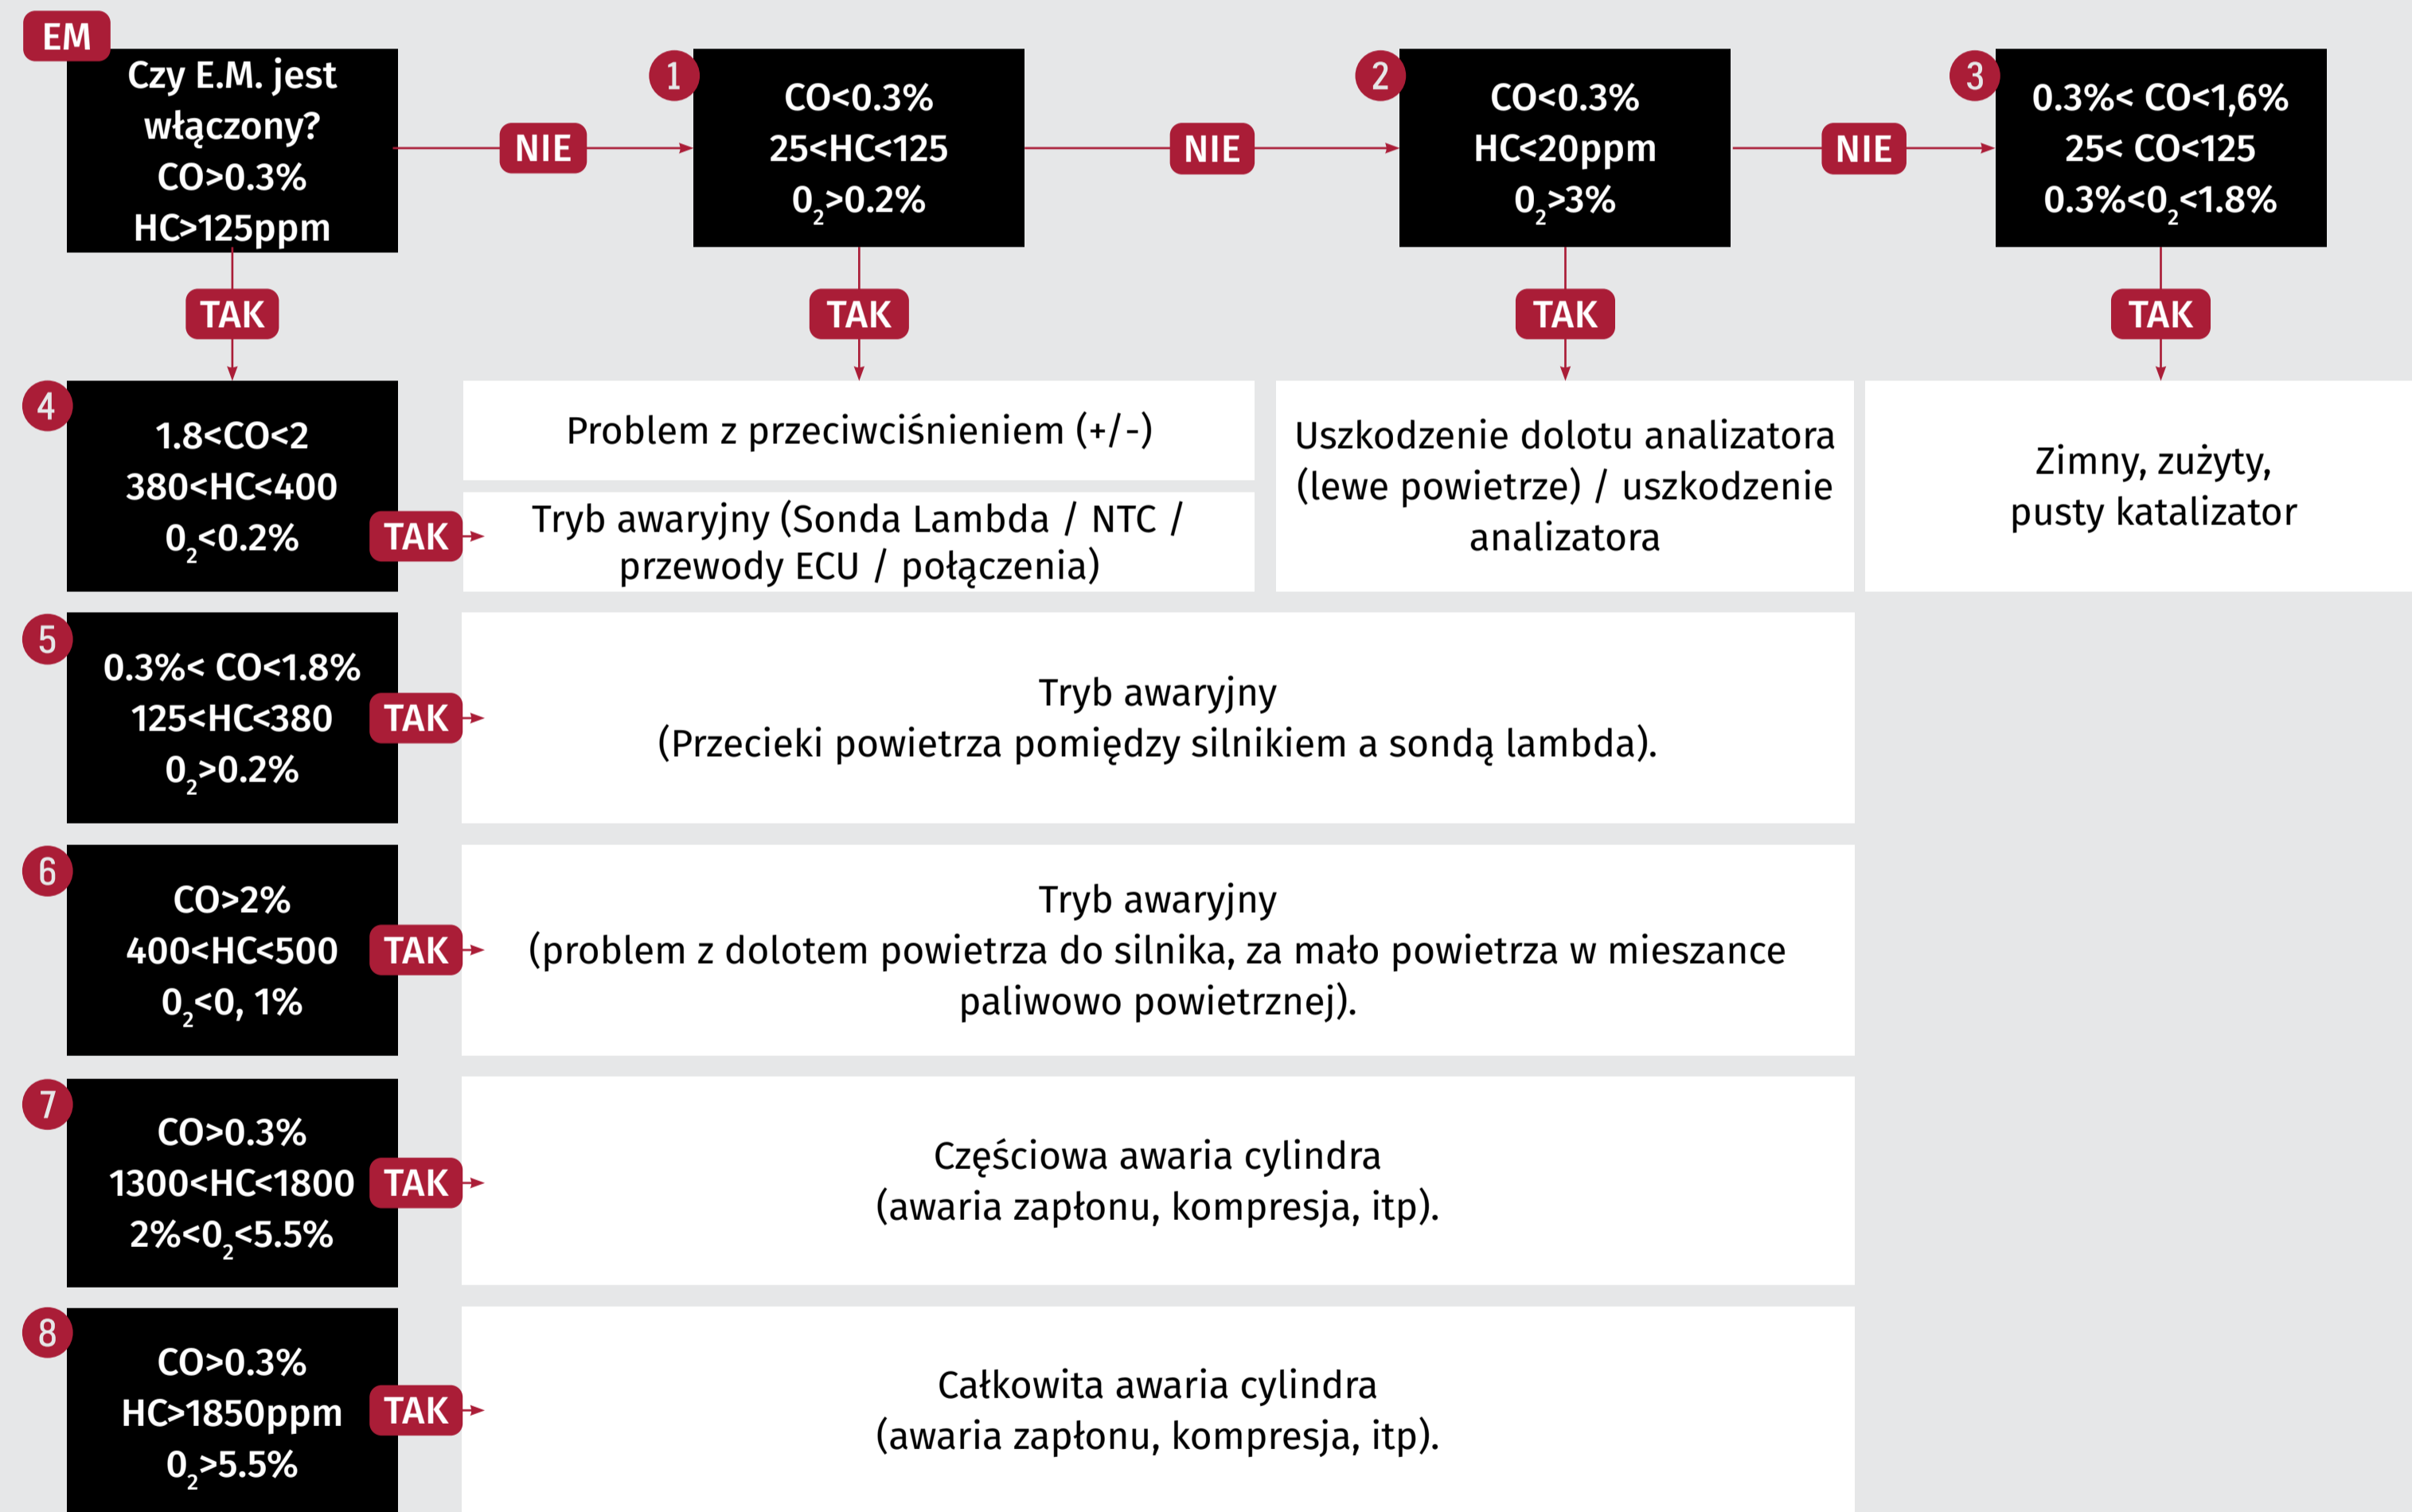 EM
Czy E.M. jest
włączony?
CO>0.3%
HC>125ppm
NIE
1
CO<0.3%
25<HC<125
0₂>0.2%
NIE
2
CO<0.3%
HC<20ppm
0₂>3%
NIE
3
0.3%< CO<1,6%
25< CO<125
0.3%<0₂<1.8%
TAK
TAK
TAK
TAK
4
1.8<CO<2
380<HC<400
0₂<0.2%
TAK
Problem z przeciwciśnieniem (+/-)
Tryb awaryjny (Sonda Lambda / NTC /
przewody ECU / połączenia)
Uszkodzenie dolotu analizatora
(lewe powietrze) / uszkodzenie
analizatora
Zimny, zużyty,
pusty katalizator
5
0.3%< CO<1.8%
125<HC<380
0₂>0.2%
TAK
Tryb awaryjny
(Przecieki powietrza pomiędzy silnikiem a sondą lambda).
6
CO>2%
400<HC<500
0₂<0, 1%
TAK
Tryb awaryjny
(problem z dolotem powietrza do silnika, za mało powietrza w mieszance
paliwowo powietrznej).
7
CO>0.3%
1300<HC<1800
2%<0₂<5.5%
TAK
Częściowa awaria cylindra
(awaria zapłonu, kompresja, itp).
8
CO>0.3%
HC>1850ppm
0₂>5.5%
TAK
Całkowita awaria cylindra
(awaria zapłonu, kompresja, itp).